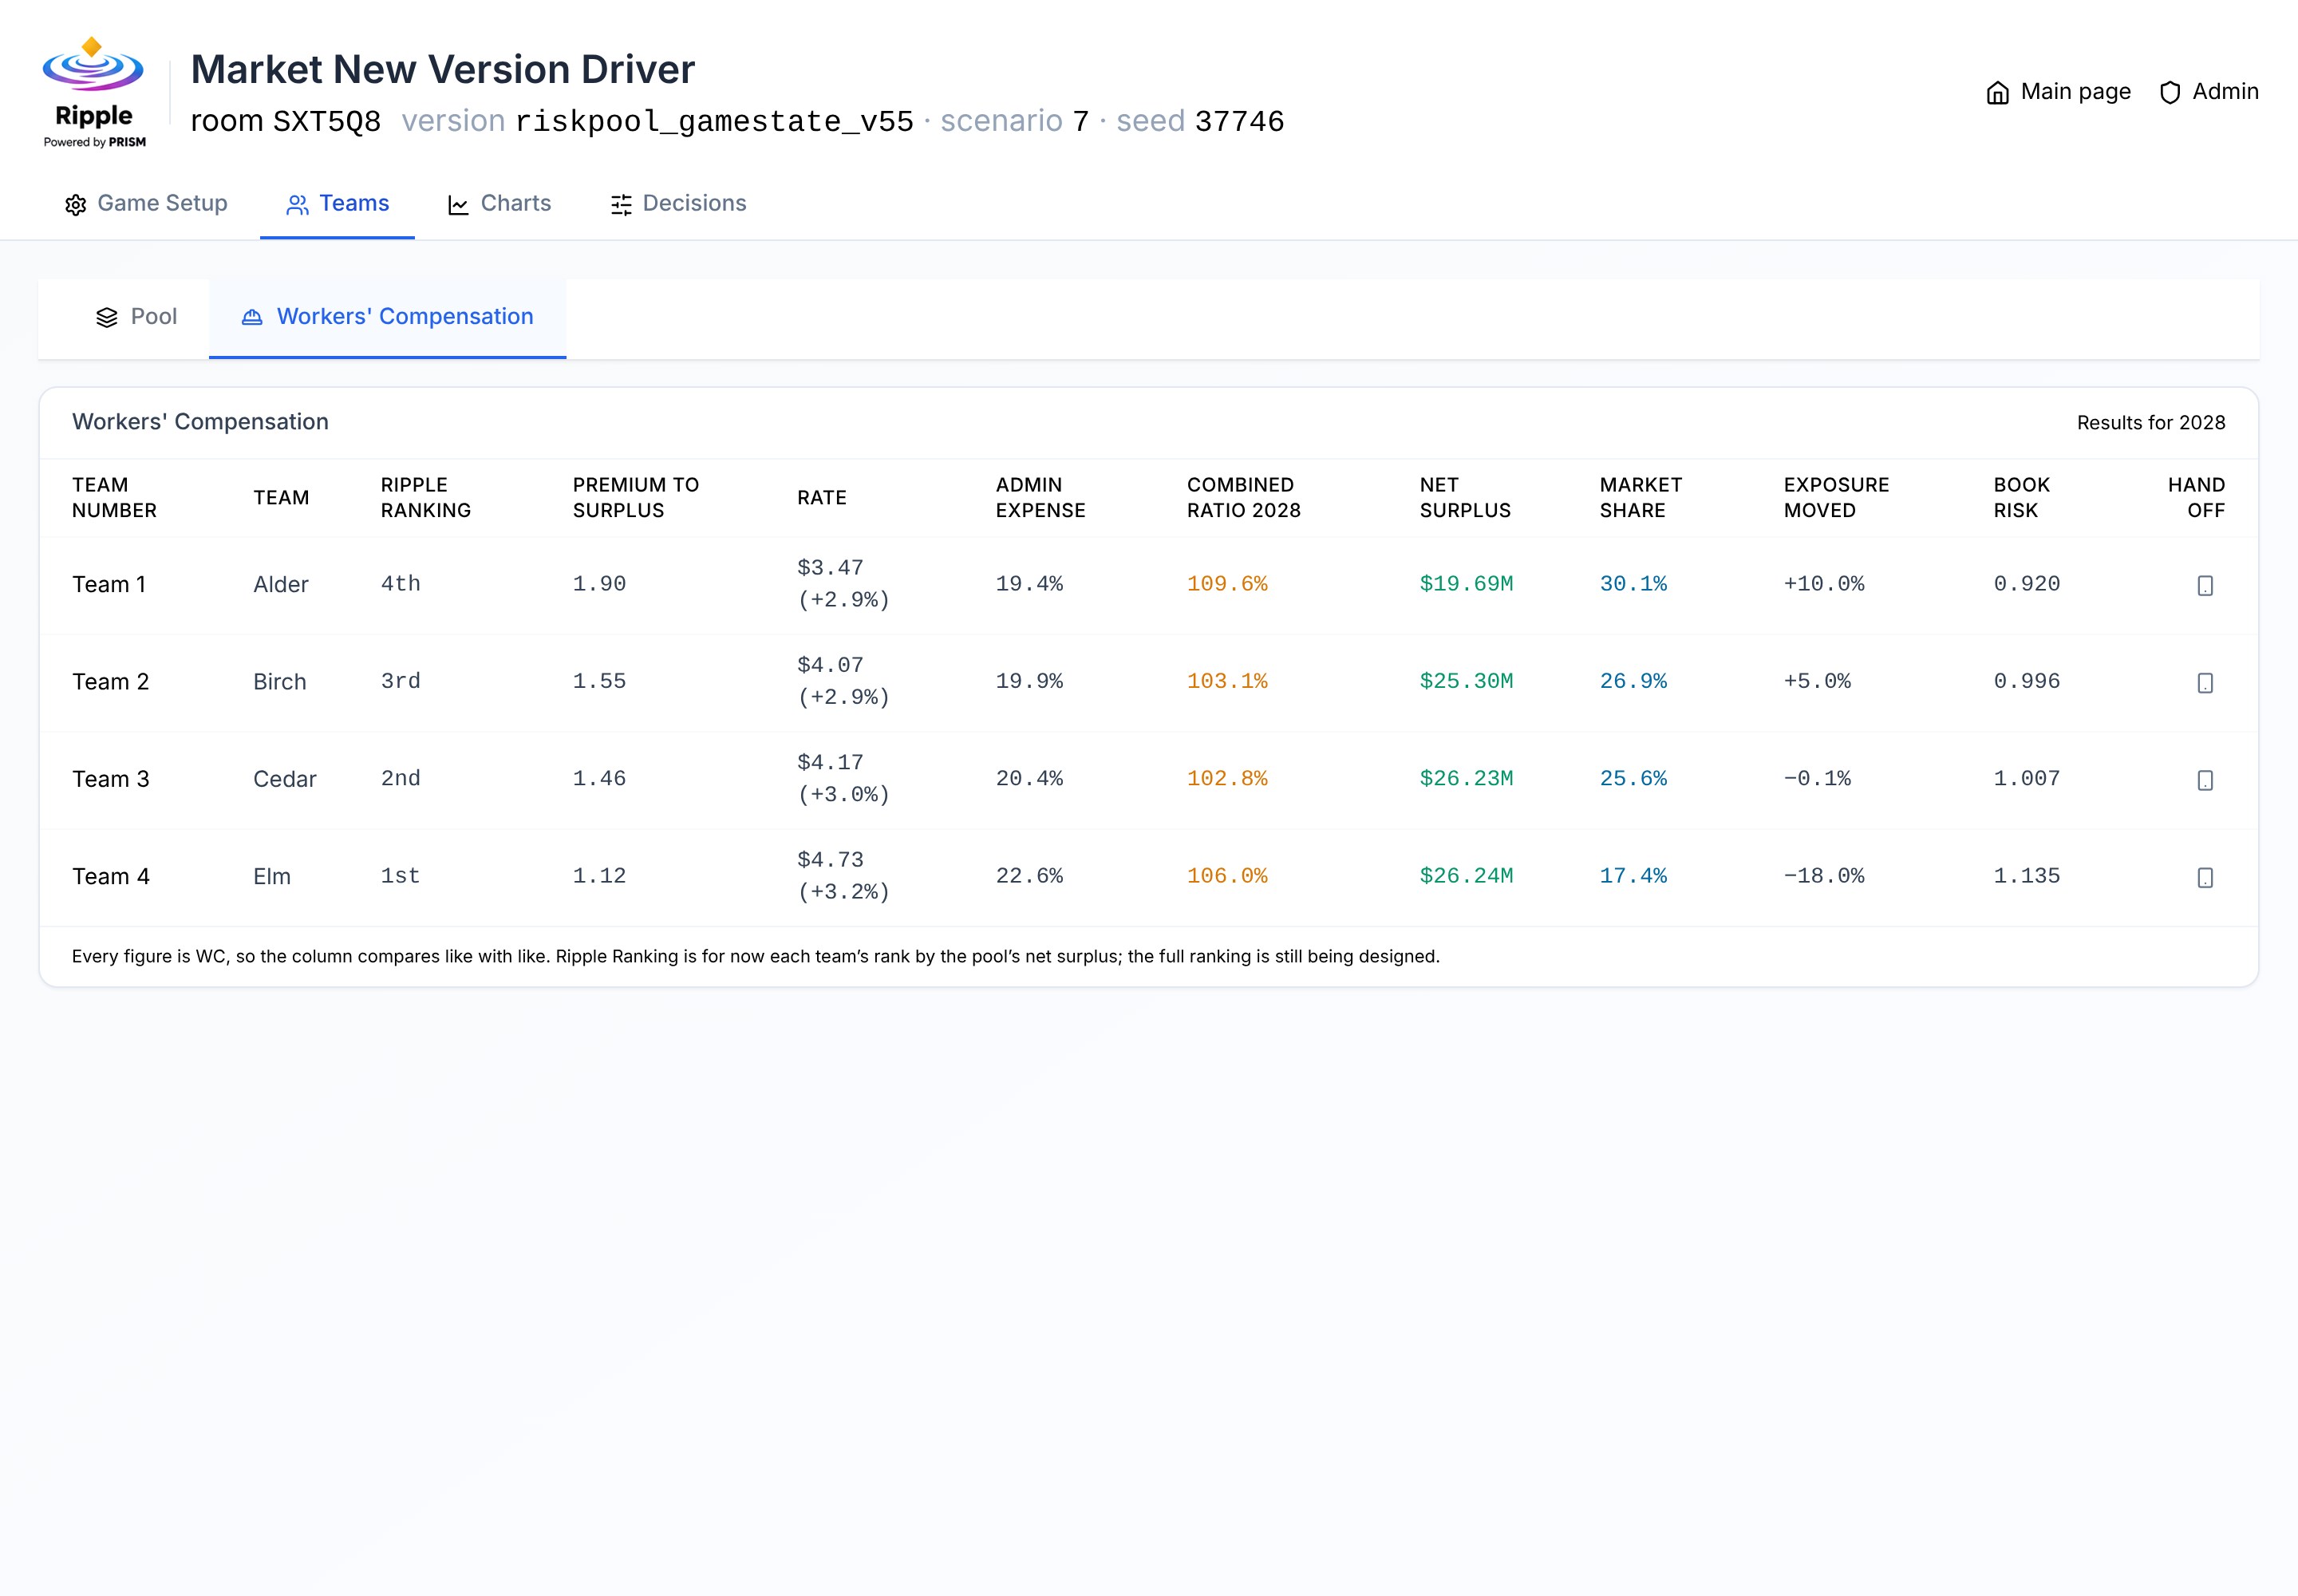 Ripple
Powered by PRISM
Market New Version Driver
room SXT5Q8 version riskpool_gamestate_v55 · scenario 7 · seed 37746
Main page
Admin
Game Setup
Teams
Charts
Decisions
Pool
Workers' Compensation
Workers' Compensation
Results for 2028
TEAM NUMBER TEAM RIPPLE RANKING PREMIUM TO SURPLUS RATE ADMIN EXPENSE COMBINED RATIO 2028 NET SURPLUS MARKET SHARE EXPOSURE MOVED BOOK RISK HAND OFF
Team 1 Alder 4th 1.90 $3.47 (+2.9%) 19.4% 109.6% $19.69M 30.1% +10.0% 0.920
Team 2 Birch 3rd 1.55 $4.07 (+2.9%) 19.9% 103.1% $25.30M 26.9% +5.0% 0.996
Team 3 Cedar 2nd 1.46 $4.17 (+3.0%) 20.4% 102.8% $26.23M 25.6% −0.1% 1.007
Team 4 Elm 1st 1.12 $4.73 (+3.2%) 22.6% 106.0% $26.24M 17.4% −18.0% 1.135
Every figure is WC, so the column compares like with like. Ripple Ranking is for now each team’s rank by the pool’s net surplus; the full ranking is still being designed.